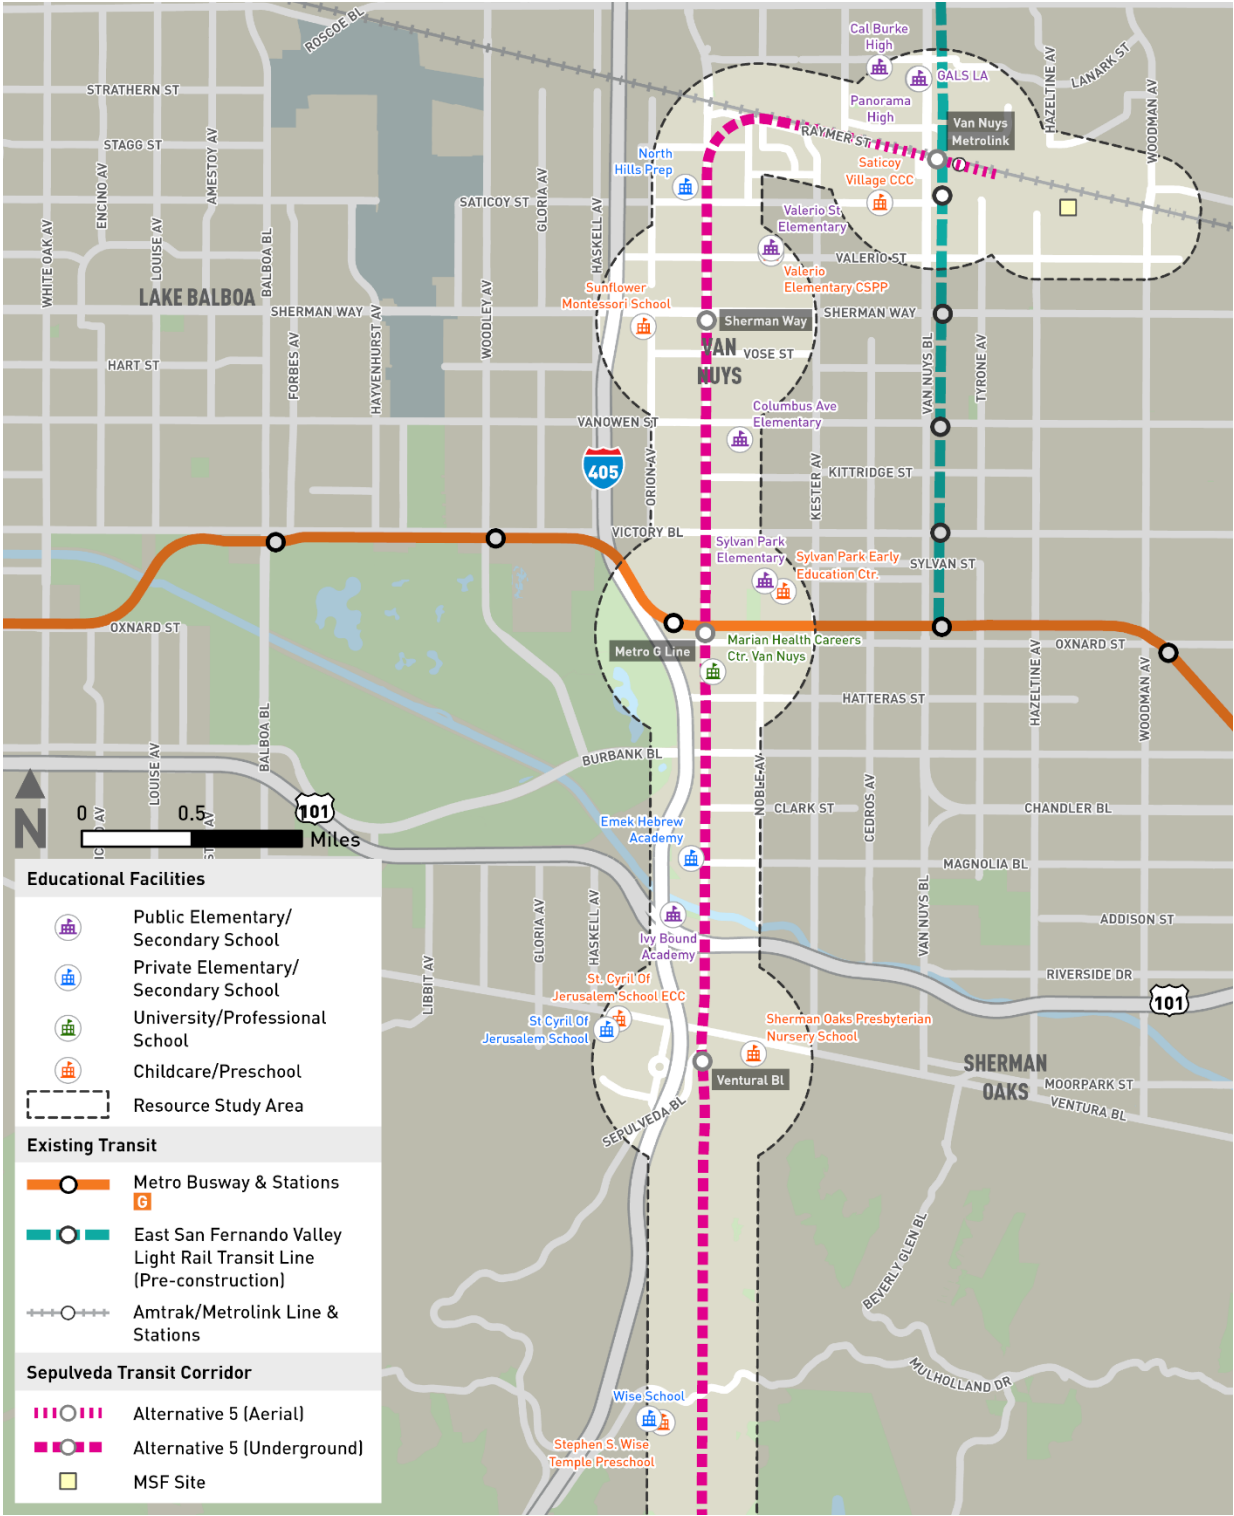 Cal Burke
High
ROSCOE BL
GALS LA
LANARK ST
HAZELTINE AV
WOODMAN AV
STRATHERN ST
Panorama
High
Van Nuys
Metrolink
RAYMER ST
STAGG ST
AMESTOY AV
ENCINO AV
North
Hills Prep
Saticoy
Village CCC
SATICOY ST
GLORIA AV
HASKELL AV
Valerio St
Elementary
WHITE OAK AV
LOUISE AV
BALBOA BL
VALERIO ST
Valerio
Elementary CSPP
LAKE BALBOA
Sunflower
Montessori School
SHERMAN WAY
WOODLEY AV
Sherman Way
SHERMAN WAY
HAYVENHURST AV
FORBES AV
VAN
NUYS
VOSE ST
VAN NUYS BL
TYRONE AV
HART ST
Columbus Ave
Elementary
VANOWEN ST
405
ORION AV
KESTER AV
KITTRIDGE ST
VICTORY BL
Sylvan Park
Elementary
Sylvan Park Early
Education Ctr.
SYLVAN ST
OXNARD ST
Metro G Line
Marian Health Careers
Ctr. Van Nuys
OXNARD ST
HAZELTINE AV
WOODMAN AV
HATTERAS ST
BALBOA BL
LOUISE AV
BURBANK BL
NOBLE AV
CEDROS AV
CLARK ST
CHANDLER BL
N
0
0.5
Miles
101
Emek Hebrew
Academy
MAGNOLIA BL
VAN NUYS BL
GLORIA AV
HASKELL AV
LIBBIT AV
Ivy Bound
Academy
ADDISON ST
RIVERSIDE DR
101
St. Cyril Of
Jerusalem School ECC
St Cyril Of
Jerusalem School
Sherman Oaks Presbyterian
Nursery School
Ventural Bl
SHERMAN
OAKS
MOORPARK ST
VENTURA BL
SEPULVEDA BL
BEVERLY GLEN BL
MULHOLLAND DR
Wise School
Stephen S. Wise
Temple Preschool
Educational Facilities
Public Elementary/
Secondary School
Private Elementary/
Secondary School
University/Professional
School
Childcare/Preschool
Resource Study Area
Existing Transit
Metro Busway & Stations
G
East San Fernando Valley
Light Rail Transit Line
(Pre-construction)
Amtrak/Metrolink Line &
Stations
Sepulveda Transit Corridor
Alternative 5 (Aerial)
Alternative 5 (Underground)
MSF Site